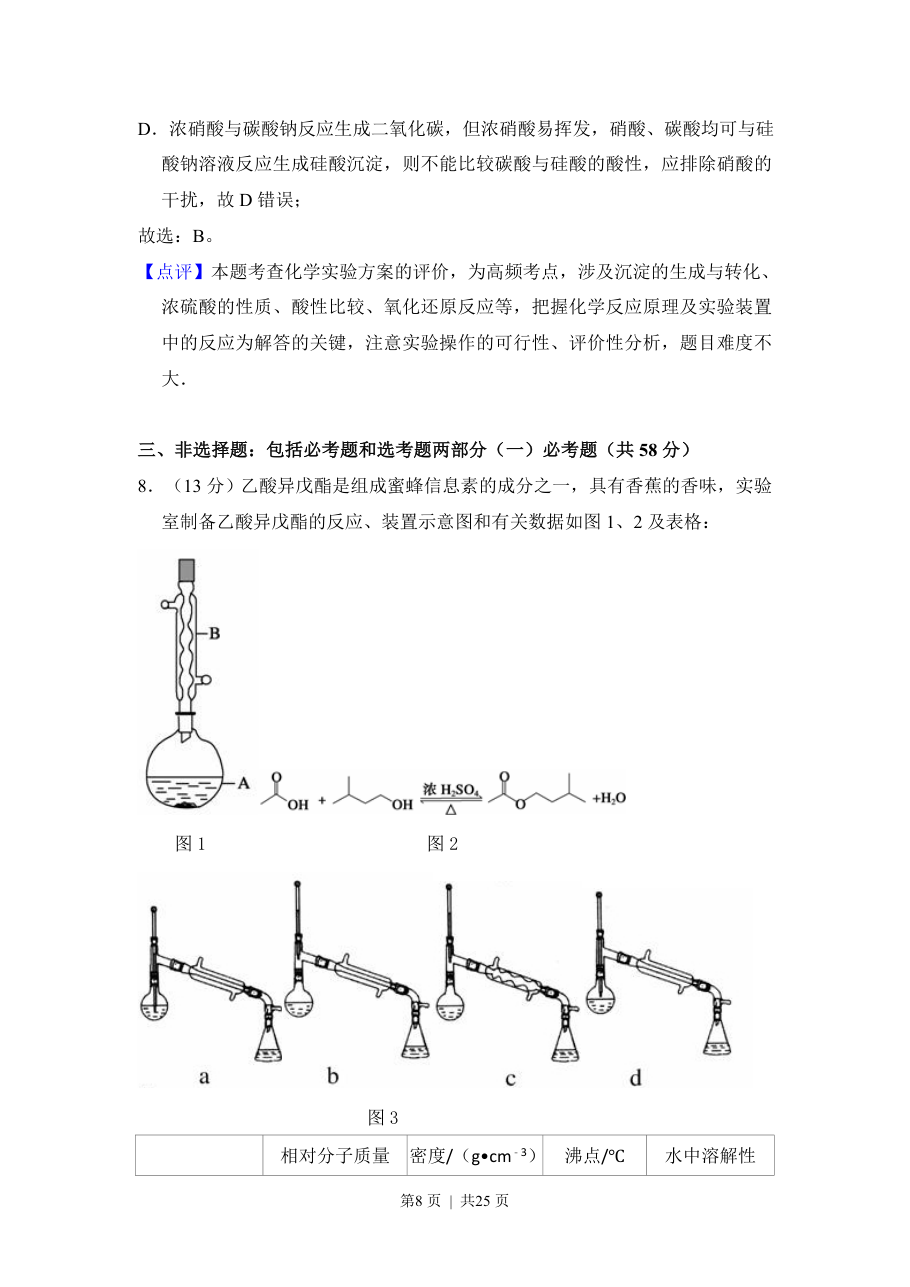 D．浓硝酸与碳酸钠反应生成二氧化碳，但浓硝酸易挥发，硝酸、碳酸均可与硅
酸钠溶液反应生成硅酸沉淀，则不能比较碳酸与硅酸的酸性，应排除硝酸的
干扰，故 D 错误；
故选：B。
【点评】本题考查化学实验方案的评价，为高频考点，涉及沉淀的生成与转化、
浓硫酸的性质、酸性比较、氧化还原反应等，把握化学反应原理及实验装置
中的反应为解答的关键，注意实验操作的可行性、评价性分析，题目难度不
大．
三、非选择题：包括必考题和选考题两部分（一）必考题（共 58 分）
8．（13 分）乙酸异戊酯是组成蜜蜂信息素的成分之一，具有香蕉的香味，实验
室制备乙酸异戊酯的反应、装置示意图和有关数据如图 1、2 及表格：
B
A
O OH + OH 浓 H₂SO₄ △ O O +H₂O
图 1 图 2
a b c d
图 3
相对分子质量 密度/（g•cm⁻³） 沸点/℃ 水中溶解性
第8 页 | 共25 页